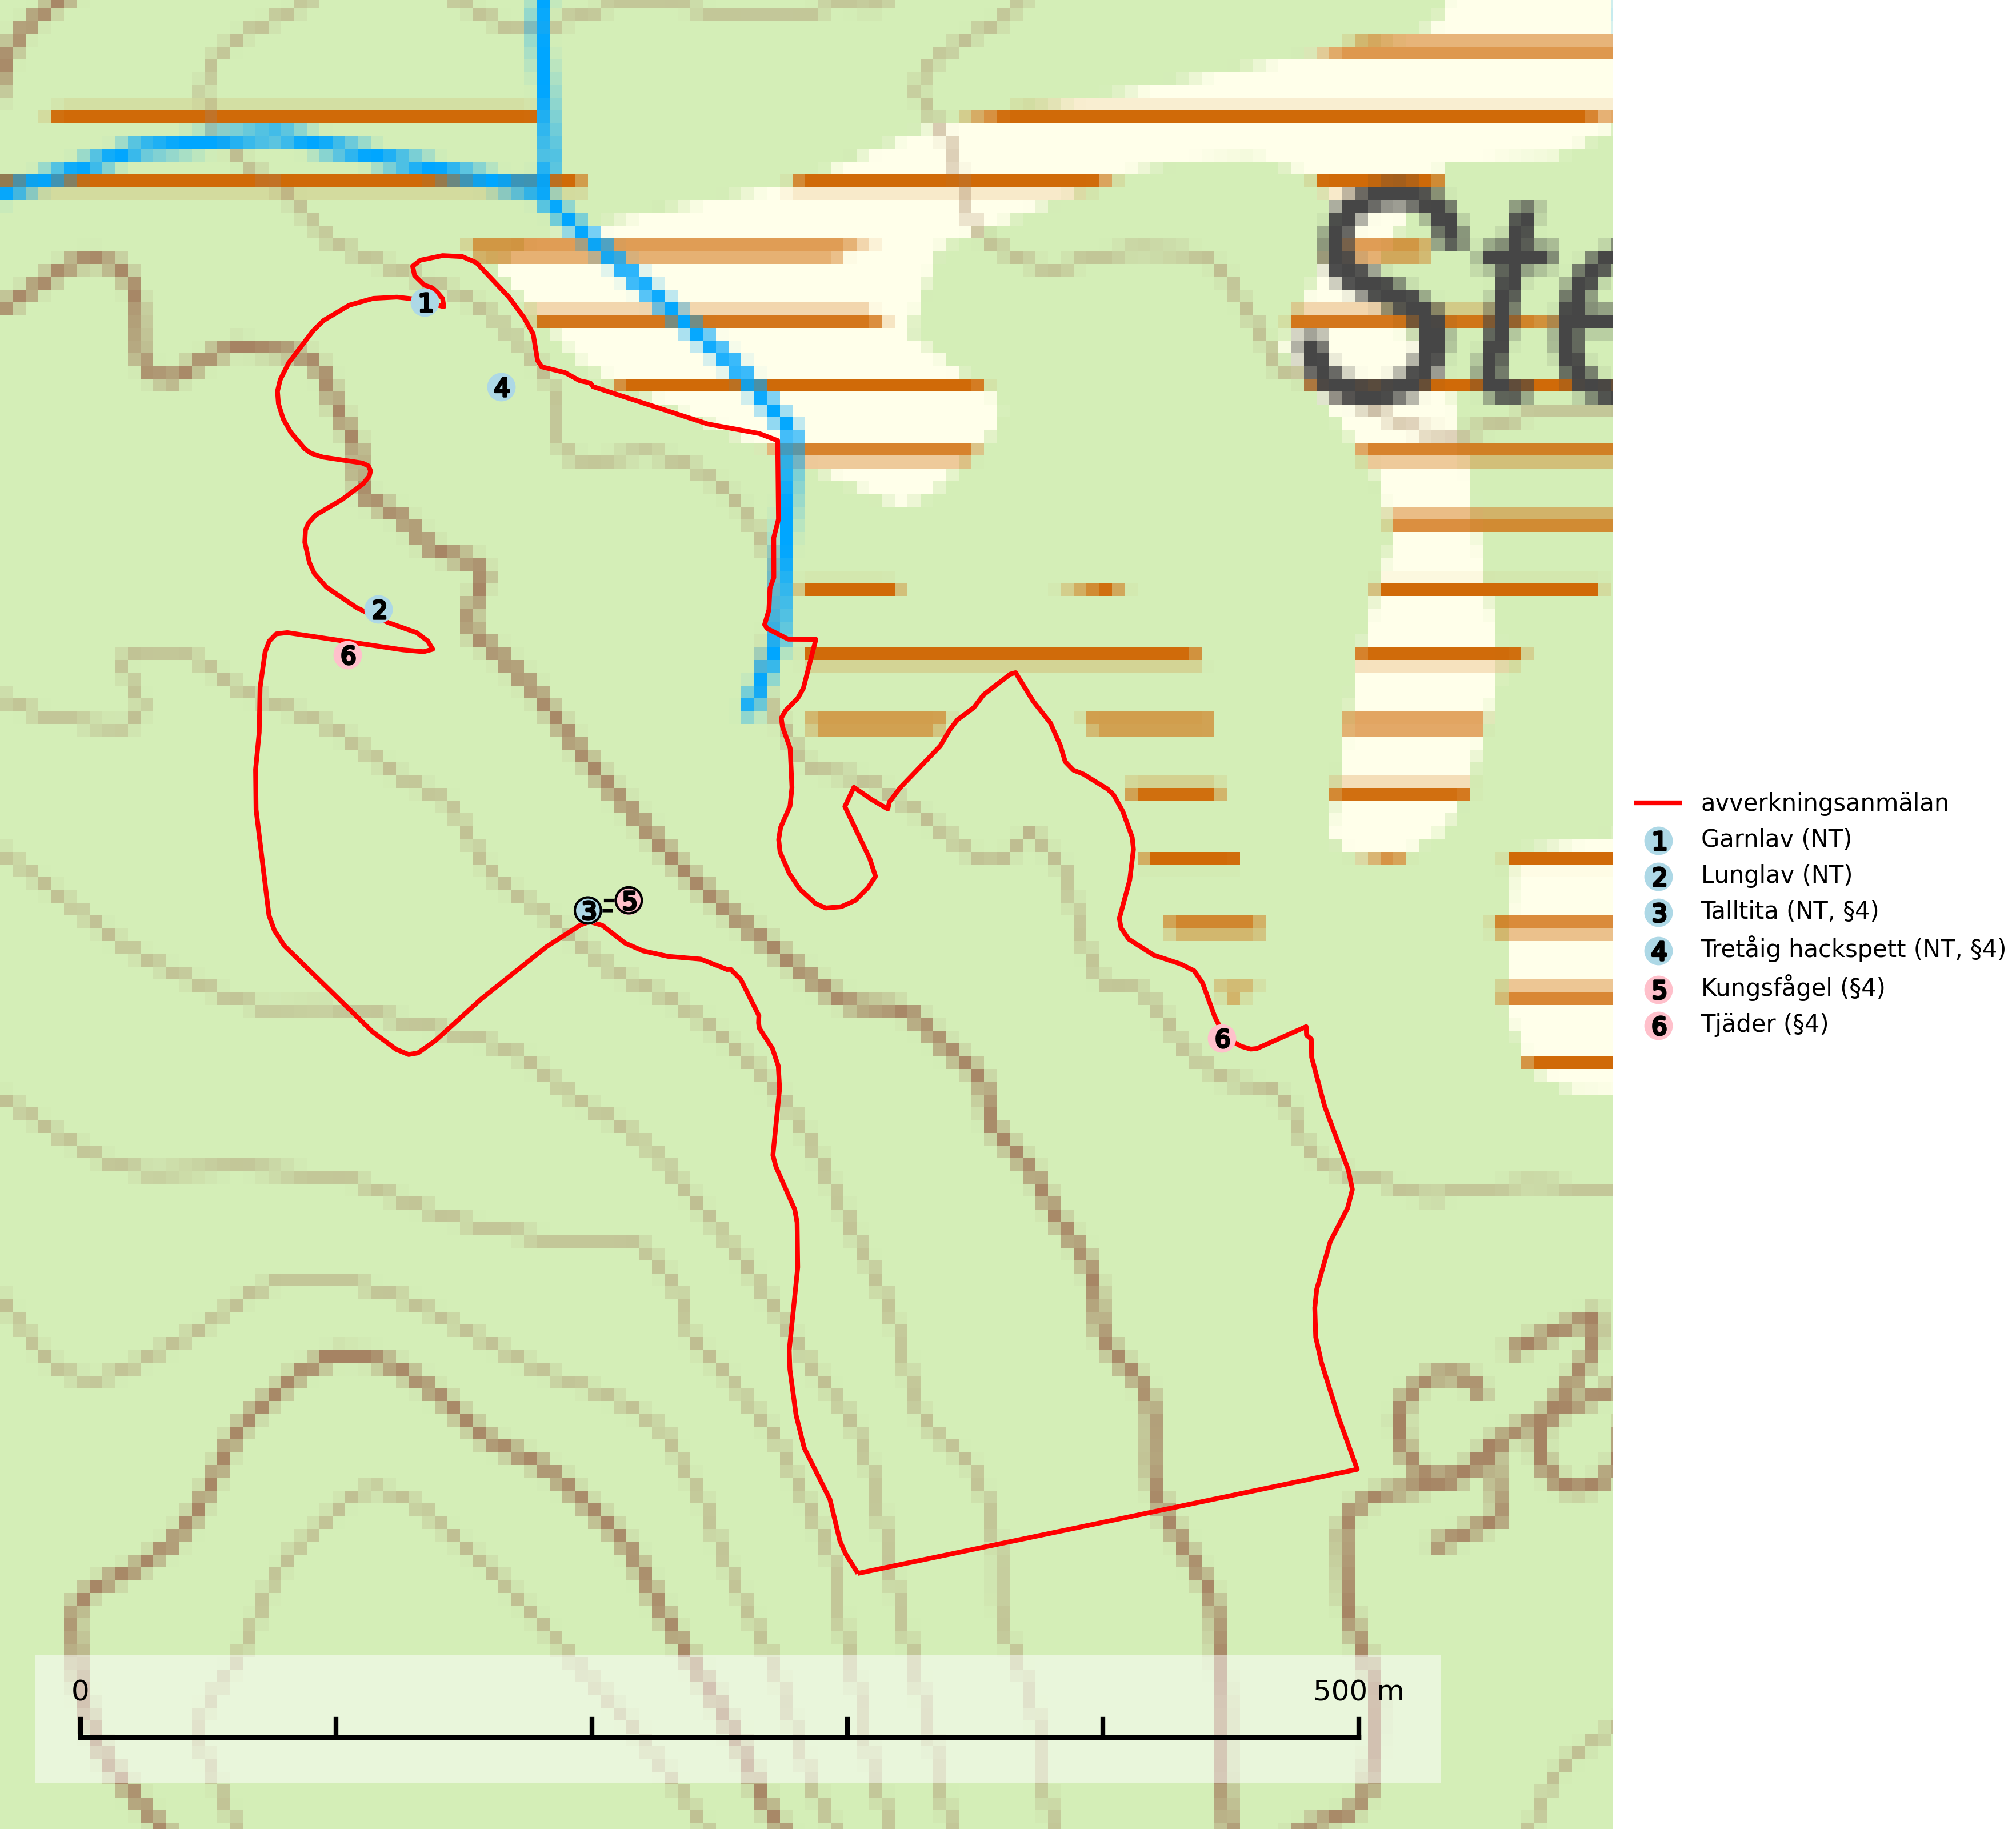 Ste
1
4
2
6
3
5
6
0
500 m
avverkningsanmälan
1 Garnlav (NT)
2 Lunglav (NT)
3 Talltita (NT, §4)
4 Tretåig hackspett (NT, §4)
5 Kungsfågel (§4)
6 Tjäder (§4)